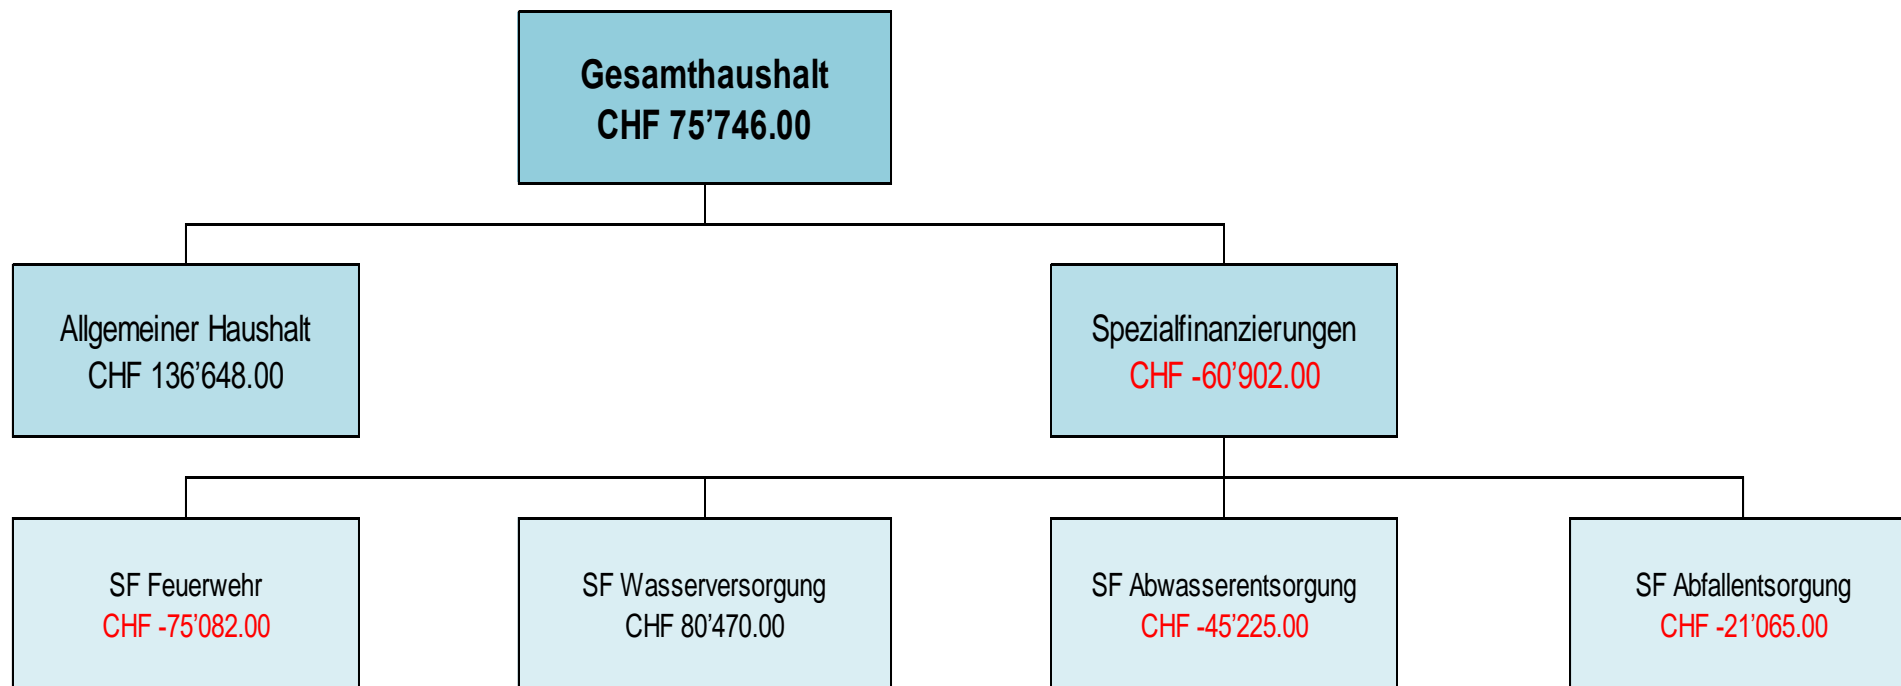 Gesamthaushalt
CHF 75’746.00
Allgemeiner Haushalt
CHF 136’648.00
Spezialfinanzierungen
CHF -60’902.00
SF Feuerwehr
CHF -75’082.00
SF Wasserversorgung
CHF 80’470.00
SF Abwasserentsorgung
CHF -45’225.00
SF Abfallentsorgung
CHF -21’065.00